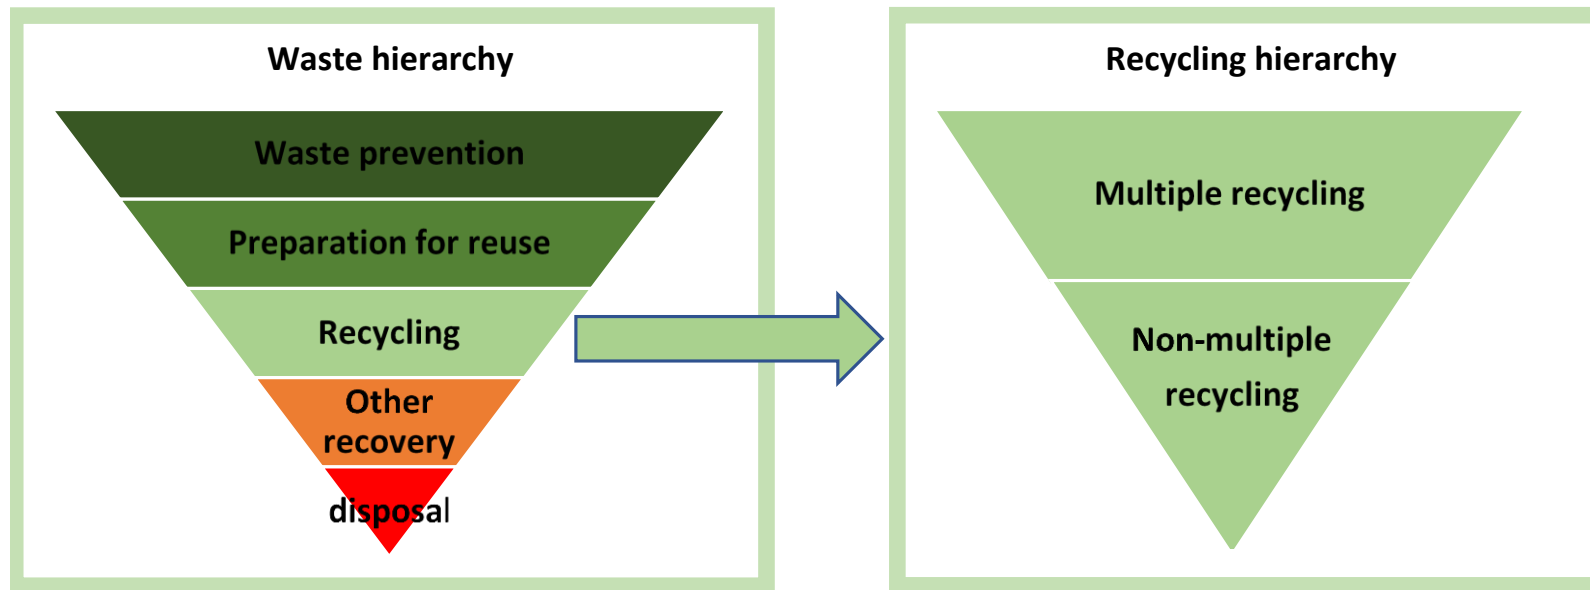 Waste hierarchy
Waste prevention
Preparation for reuse
Recycling
Other
recovery
disposal
Recycling hierarchy
Multiple recycling
Non-multiple
recycling